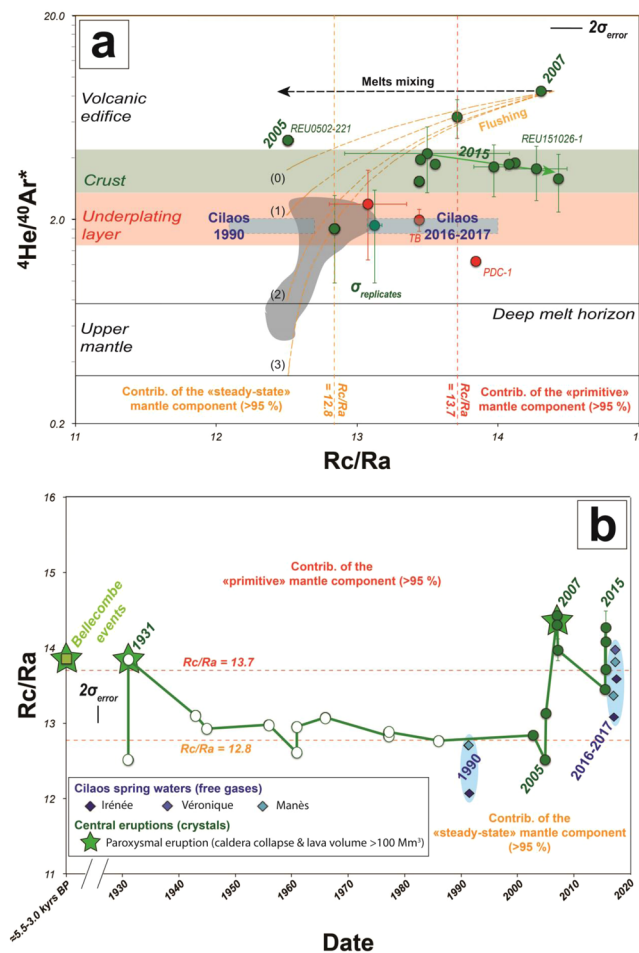 20.0
a
2σerror
Melts mixing
2007
Volcanic
edifice
2005
REU0502-221
Flushing
REU151026-1
2015
Crust
(0)
4He/40Ar*
2.0
Underplating
layer
(1)
Cilaos
1990
Cilaos
2016-2017
TB
PDC-1
σreplicates
(2)
Deep melt horizon
Upper
mantle
(3)
Contrib. of the «steady-state»
mantle component (>95 %)
Rc/Ra
= 12.8
Rc/Ra
= 13.7
Contrib. of the «primitive»
mantle component (>95 %)
0.2
11
12
13
14
1
Rc/Ra
b
16
15
14
13
12
11
Rc/Ra
Contrib. of the
«primitive» mantle component (>95 %)
Bellecombe
events
1931
2007
2015
Rc/Ra = 13.7
2σerror
Rc/Ra = 12.8
1990
2005
2016-2017
Cilaos spring waters (free gases)
Irénée
Véronique
Manès
Central eruptions (crystals)
Paroxysmal eruption (caldera collapse & lava volume >100 Mm³)
Contrib. of the
«steady-state» mantle component
(>95 %)
≈5.5-3.0 kyrs BP
1930
1940
1950
1960
1970
1980
1990
2000
2010
2020
Date